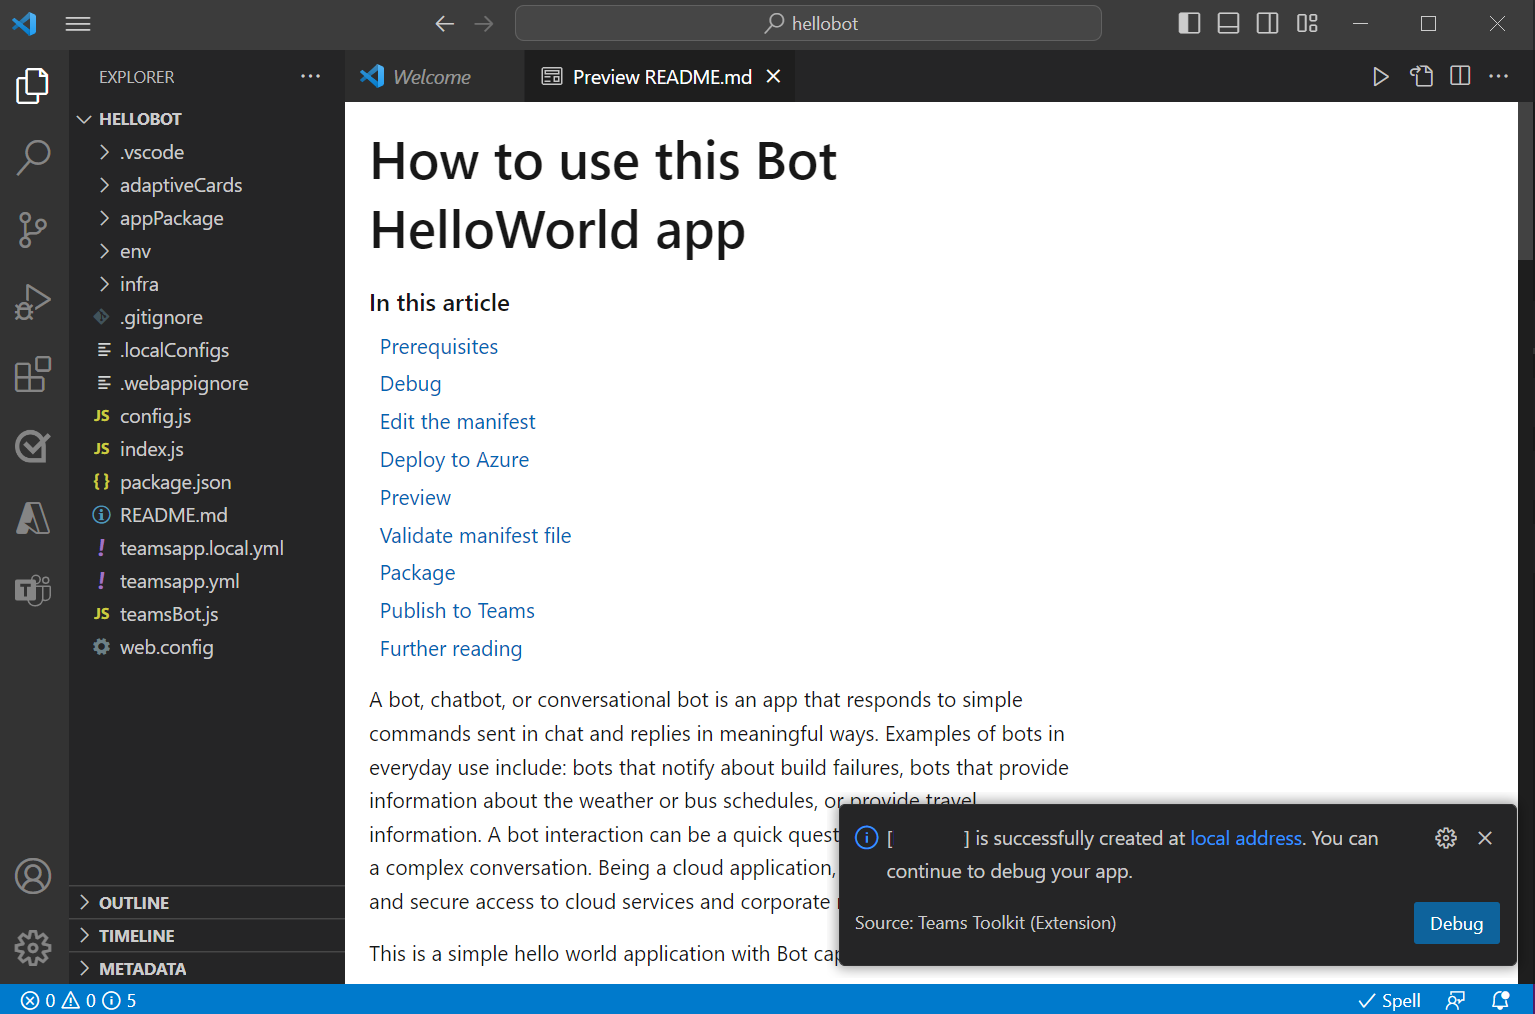 hellobot
EXPLORER
Welcome
Preview README.md
HELLOBOT
.vscode
adaptiveCards
appPackage
env
infra
.gitignore
.localConfigs
.webappignore
JS config.js
JS index.js
{} package.json
README.md
! teamsapp.local.yml
! teamsapp.yml
JS teamsBot.js
web.config
OUTLINE
TIMELINE
METADATA
How to use this Bot
HelloWorld app
In this article
Prerequisites
Debug
Edit the manifest
Deploy to Azure
Preview
Validate manifest file
Package
Publish to Teams
Further reading
A bot, chatbot, or conversational bot is an app that responds to simple
commands sent in chat and replies in meaningful ways. Examples of bots in
everyday use include: bots that notify about build failures, bots that provide
information about the weather or bus schedules, or provide travel
information. A bot interaction can be a quick quest
a complex conversation. Being a cloud application,
and secure access to cloud services and corporate
This is a simple hello world application with Bot cap
[ ] is successfully created at local address. You can
continue to debug your app.
Source: Teams Toolkit (Extension)
Debug
0 0 5
Spell